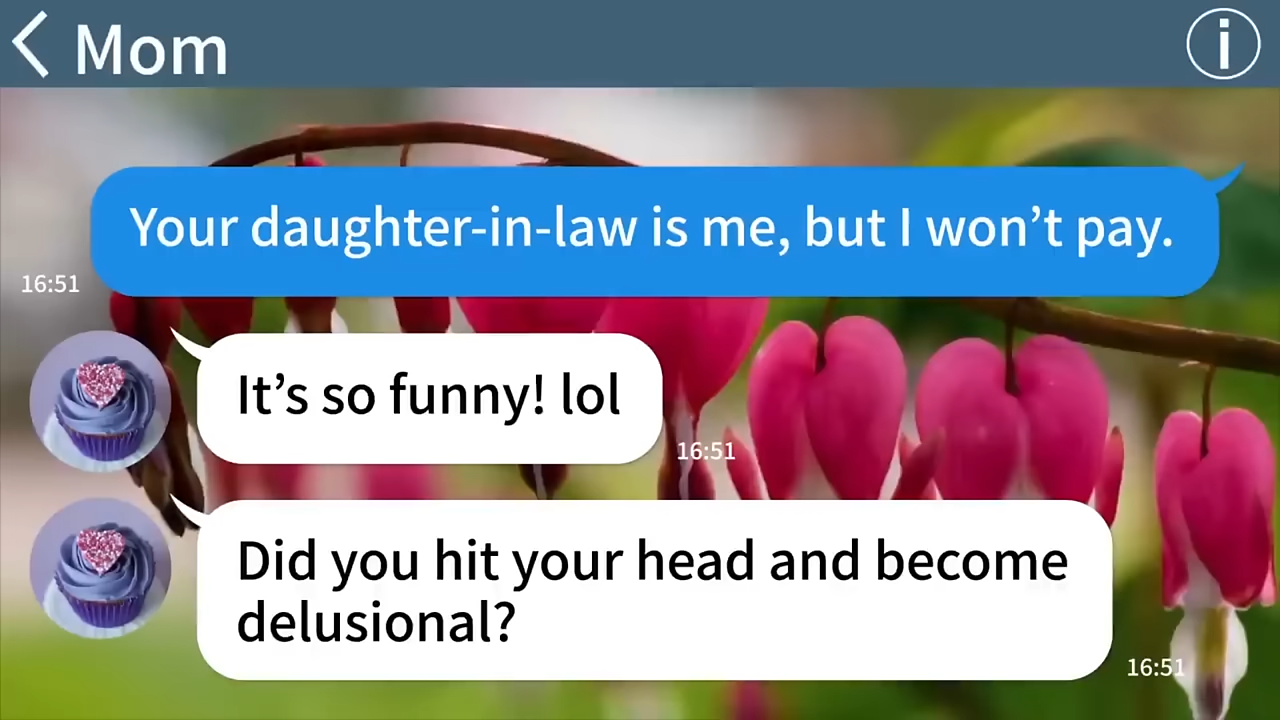 Mom
Your daughter-in-law is me, but I won’t pay.
16:51
It’s so funny! lol
16:51
Did you hit your head and become
delusional?
16:51